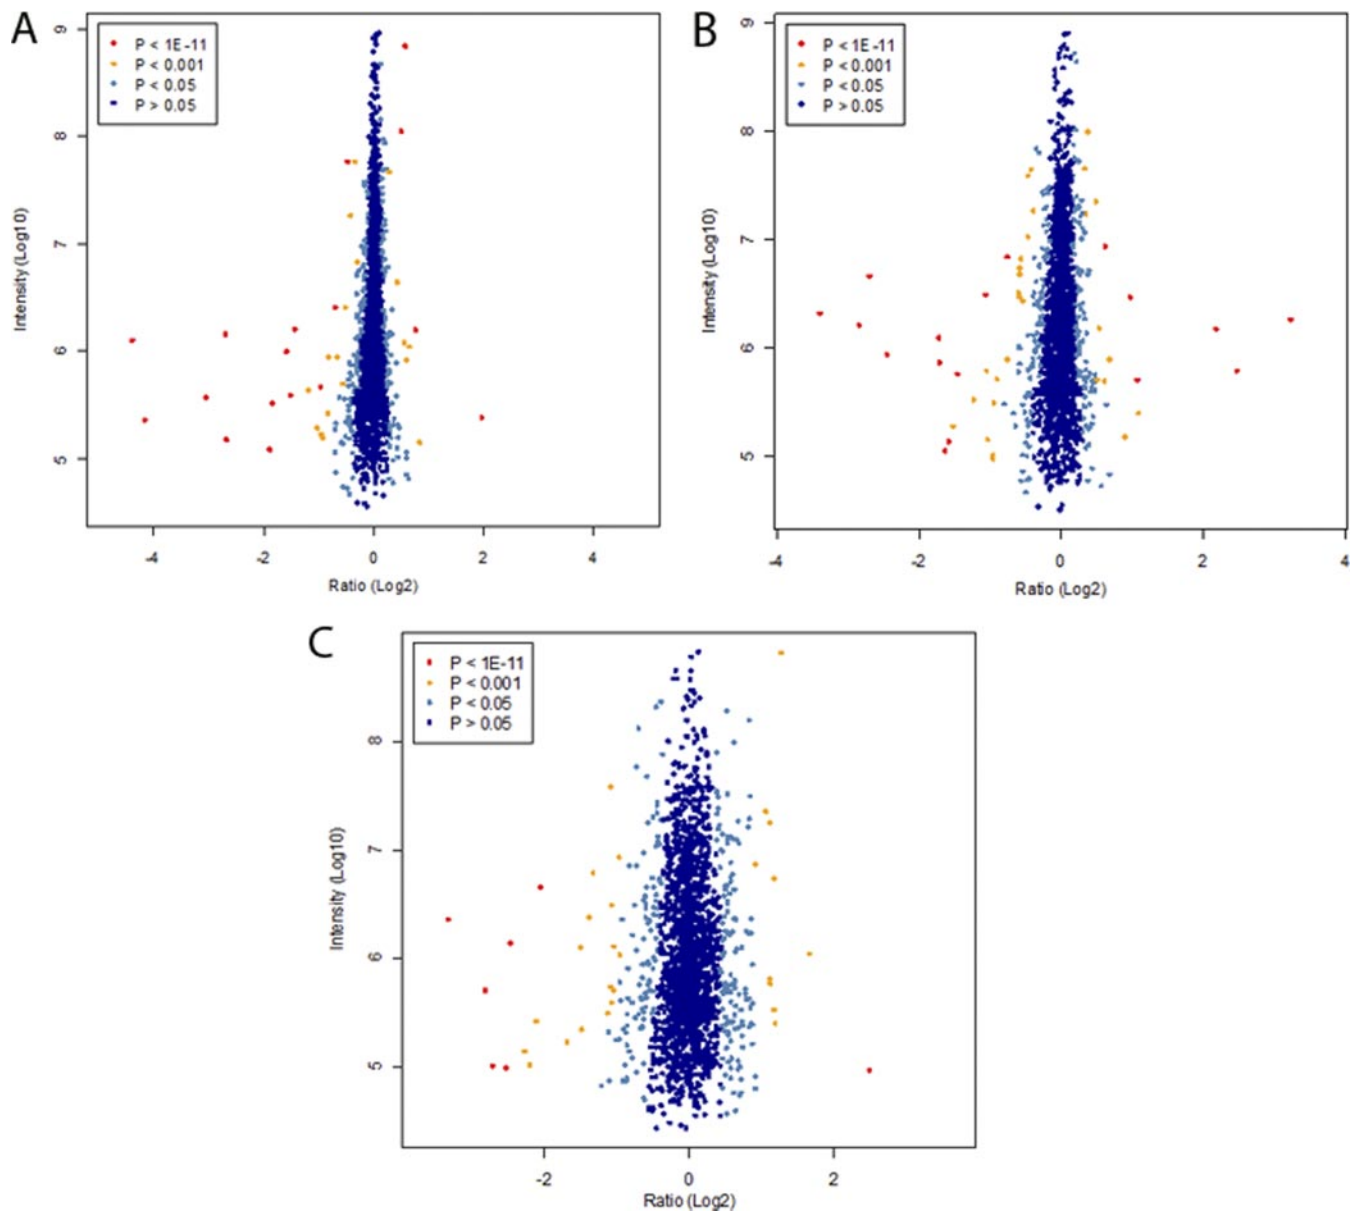 A
P < 1E-11
P < 0.001
P < 0.05
P > 0.05
9
8
7
6
5
Intensity (Log10)
-4 -2 0 2 4
Ratio (Log2)
B
P < 1E-11
P < 0.001
P < 0.05
P > 0.05
9
8
7
6
5
Intensity (Log10)
-4 -2 0 2 4
Ratio (Log2)
C
P < 1E-11
P < 0.001
P < 0.05
P > 0.05
8
7
6
5
Intensity (Log10)
-2 0 2
Ratio (Log2)